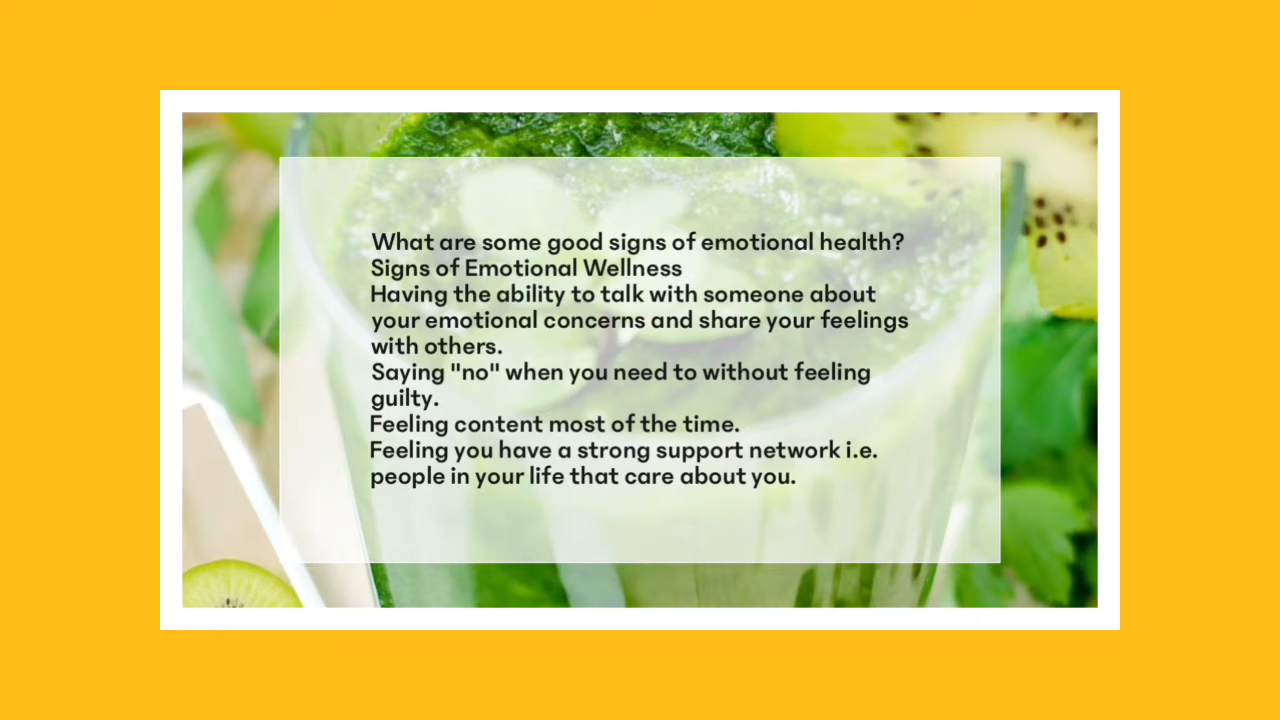 What are some good signs of emotional health?
Signs of Emotional Wellness
Having the ability to talk with someone about
your emotional concerns and share your feelings
with others.
Saying "no" when you need to without feeling
guilty.
Feeling content most of the time.
Feeling you have a strong support network i.e.
people in your life that care about you.